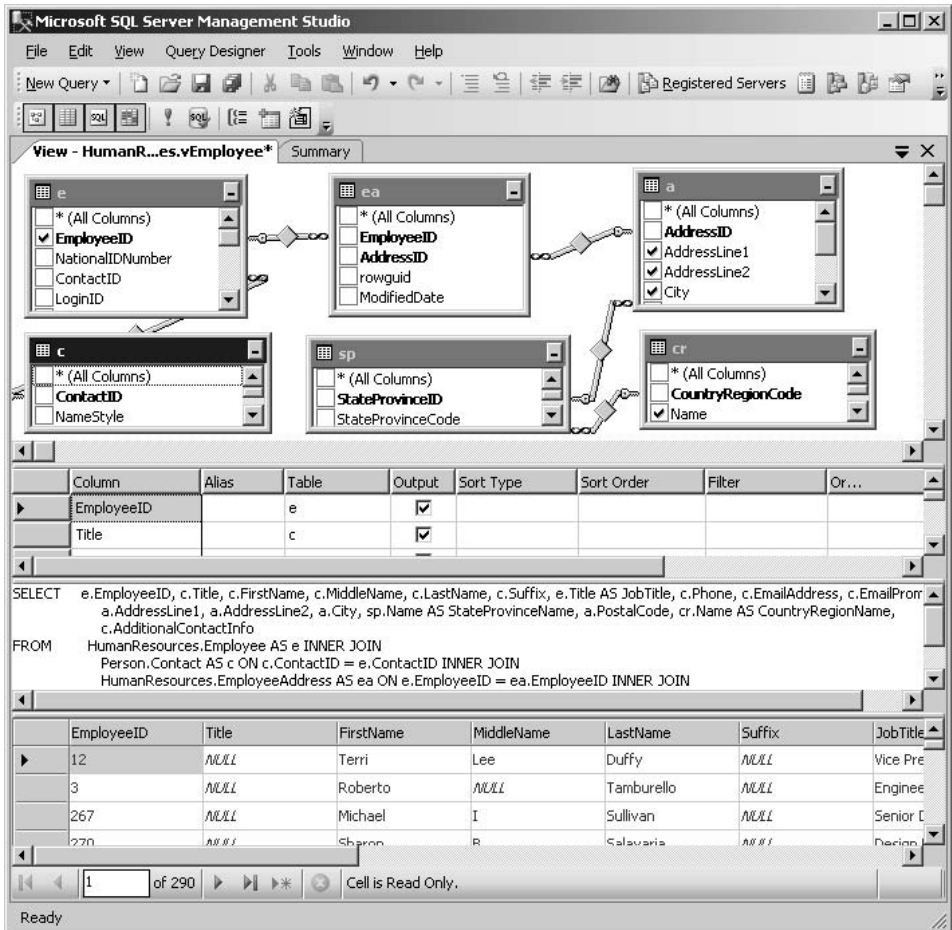 Microsoft SQL Server Management Studio
File Edit View Query Designer Tools Window Help
New Query Registered Servers
View - HumanR...es.vEmployee* Summary
e
* (All Columns)
EmployeeID
NationalIDNumber
ContactID
LoginID
ea
* (All Columns)
EmployeeID
AddressID
rowguid
ModifiedDate
a
* (All Columns)
AddressID
AddressLine1
AddressLine2
City
c
* (All Columns)
ContactID
NameStyle
sp
* (All Columns)
StateProvinceID
StateProvinceCode
cr
* (All Columns)
CountryRegionCode
Name
Column Alias Table Output Sort Type Sort Order Filter Or...
EmployeeID e
Title c
SELECT e.EmployeeID, c.Title, c.FirstName, c.MiddleName, c.LastName, c.Suffix, e.Title AS JobTitle, c.Phone, c.EmailAddress, c.EmailProm
a.AddressLine1, a.AddressLine2, a.City, sp.Name AS StateProvinceName, a.PostalCode, cr.Name AS CountryRegionName,
c.AdditionalContactInfo
FROM HumanResources.Employee AS e INNER JOIN
Person.Contact AS c ON c.ContactID = e.ContactID INNER JOIN
HumanResources.EmployeeAddress AS ea ON e.EmployeeID = ea.EmployeeID INNER JOIN
EmployeeID Title FirstName MiddleName LastName Suffix JobTitle
12 NULL Terri Lee Duffy NULL Vice Pre
3 NULL Roberto NULL Tamburello NULL Enginee
267 NULL Michael I Sullivan NULL Senior D
270 NULL Sharon B Salavaria NULL Design
1 of 290 Cell is Read Only.
Ready